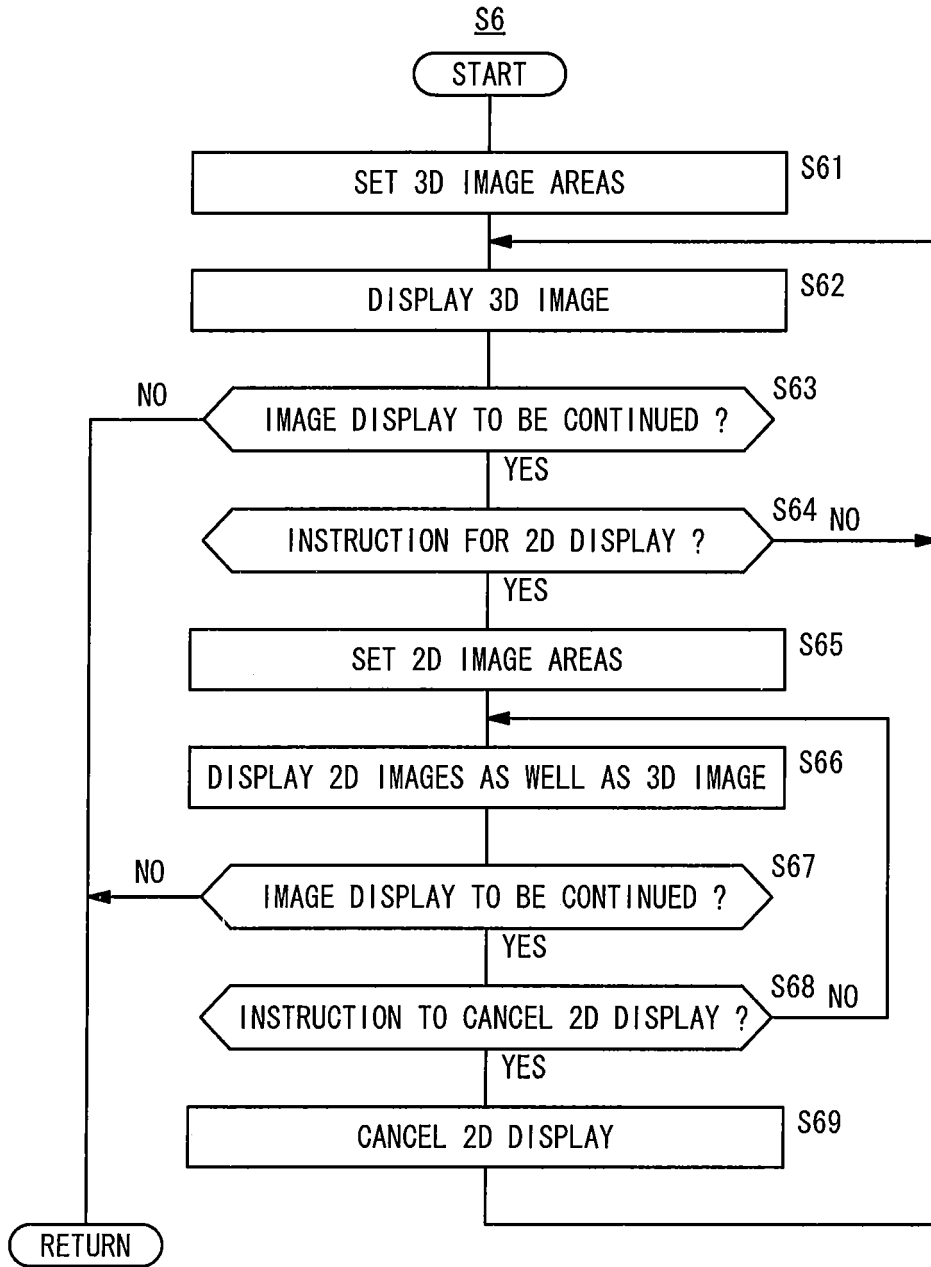 S6
START
SET 3D IMAGE AREAS
S61
DISPLAY 3D IMAGE
S62
NO
IMAGE DISPLAY TO BE CONTINUED ?
S63
YES
INSTRUCTION FOR 2D DISPLAY ?
S64
NO
YES
SET 2D IMAGE AREAS
S65
DISPLAY 2D IMAGES AS WELL AS 3D IMAGE
S66
NO
IMAGE DISPLAY TO BE CONTINUED ?
S67
YES
INSTRUCTION TO CANCEL 2D DISPLAY ?
S68
NO
YES
CANCEL 2D DISPLAY
S69
RETURN